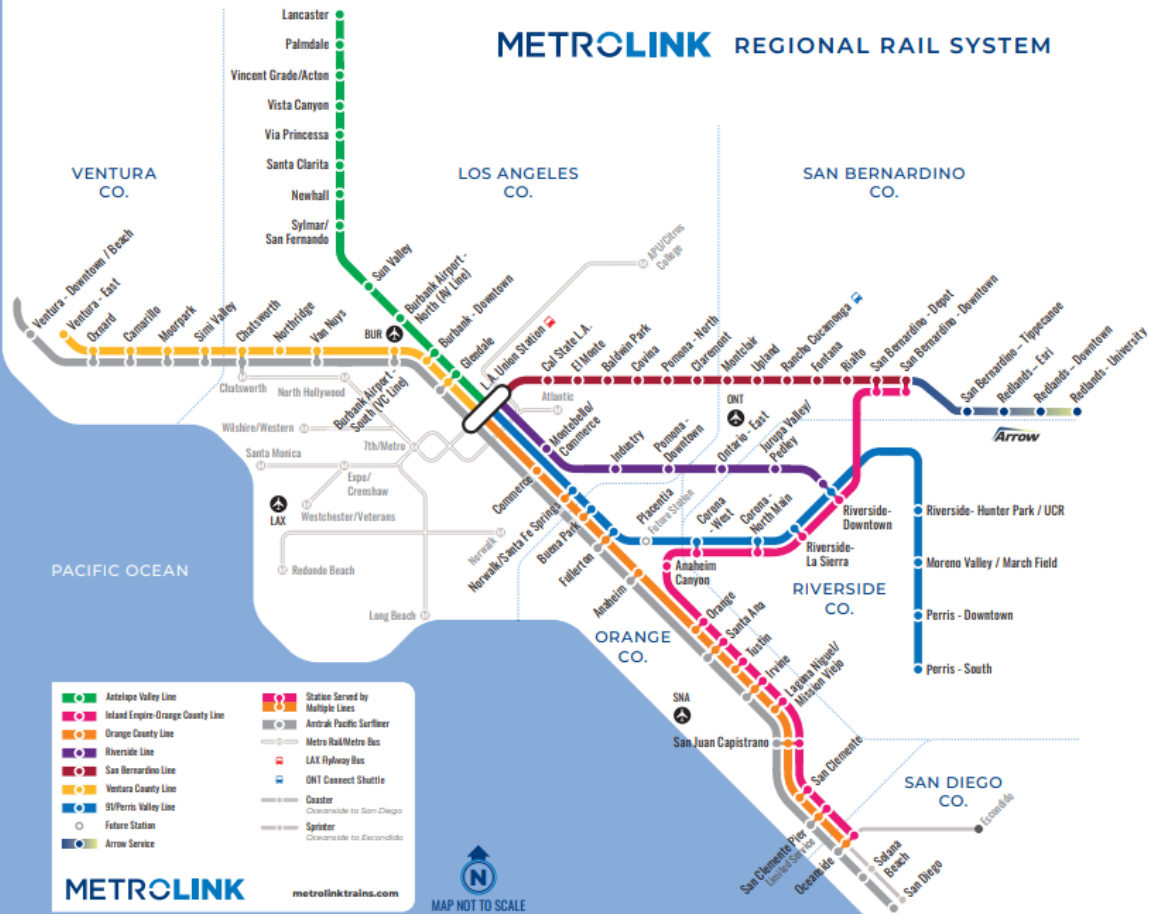 METROLINK REGIONAL RAIL SYSTEM
Lancaster
Palmdale
Vincent Grade/Acton
Vista Canyon
Via Princessa
Santa Clarita
Newhall
Sylmar/
San Fernando
VENTURA
CO.
LOS ANGELES
CO.
SAN BERNARDINO
CO.
APU/Citrus
College
Sun Valley
Burbank Airport -
North (AV Line)
Burbank - Downtown
Glendale
L.A. Union Station
BUR
Ventura - Downtown / Beach
Ventura - East
Oxnard
Camarillo
Moorpark
Simi Valley
Chatsworth
Northridge
Van Nuys
Burbank Airport -
South (VC Line)
Cal State L.A.
El Monte
Baldwin Park
Covina
Pomona - North
Claremont
Montclair
Upland
Rancho Cucamonga
Fontana
Rialto
San Bernardino - Depot
San Bernardino - Downtown
San Bernardino - Tippecanoe
Redlands - Esri
Redlands - Downtown
Redlands - University
Arrow
ONT
M
Chatsworth
M
North Hollywood
M
Atlantic
Wilshire/Western
M
7th/Metro
M
Santa Monica
M
M
Expo/
Crenshaw
M
Westchester/Veterans
LAX
M
Norwalk
M
Redondo Beach
Long Beach
M
Montebello/
Commerce
Industry
Pomona -
Downtown
Ontario - East
Jurupa Valley/
Pedley
Riverside-
Downtown
Commerce
Norwalk/Santa Fe Springs
Buena Park
Fullerton
Anaheim
Placentia
Future Station
Corona
- West
Corona -
North Main
Riverside-
La Sierra
Anaheim
Canyon
Riverside- Hunter Park / UCR
Moreno Valley / March Field
Perris - Downtown
Perris - South
PACIFIC OCEAN
RIVERSIDE
CO.
ORANGE
CO.
Orange
Santa Ana
Tustin
Irvine
Laguna Niguel/
Mission Viejo
SNA
San Juan Capistrano
San Clemente
SAN DIEGO
CO.
San Clemente Pier
Limited Service
Oceanside
Solana
Beach
San Diego
Escondido
Antelope Valley Line
Inland Empire-Orange County Line
Orange County Line
Riverside Line
San Bernardino Line
Ventura County Line
91/Perris Valley Line
Future Station
Arrow Service
Station Served by
Multiple Lines
Amtrak Pacific Surfliner
Metro Rail/Metro Bus
LAX FlyAway Bus
ONT Connect Shuttle
Coaster
Oceanside to San Diego
Sprinter
Oceanside to Escondido
METROLINK
metrolinktrains.com
N
MAP NOT TO SCALE